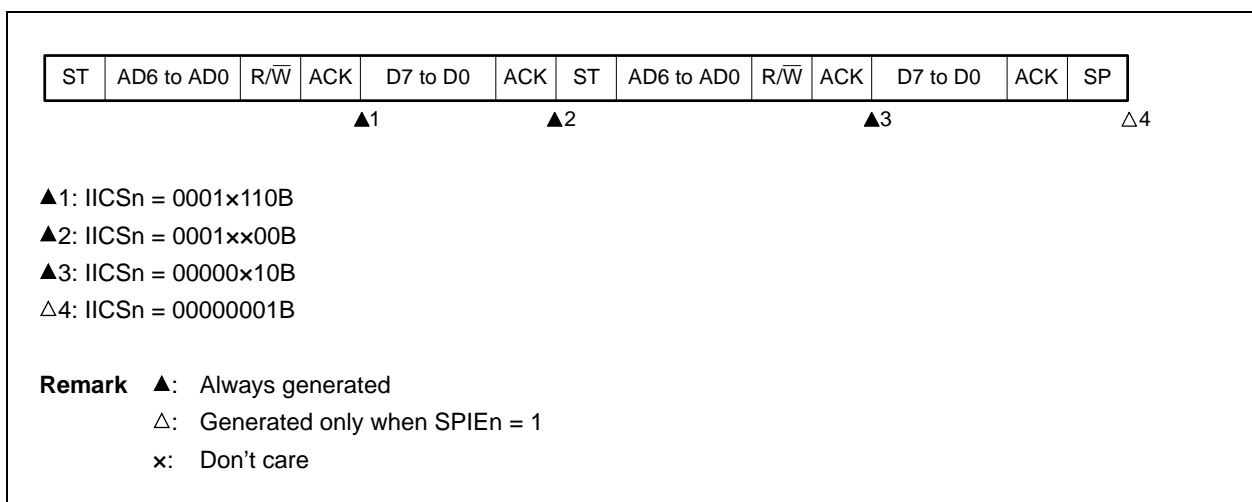 ST AD6 to AD0 R/W̅ ACK D7 to D0 ACK ST AD6 to AD0 R/W̅ ACK D7 to D0 ACK SP
▲1 ▲2 ▲3 △4
▲1: IICSn = 0001×110B
▲2: IICSn = 0001××00B
▲3: IICSn = 00000×10B
△4: IICSn = 00000001B
Remark ▲: Always generated
△: Generated only when SPIEn = 1
×: Don't care